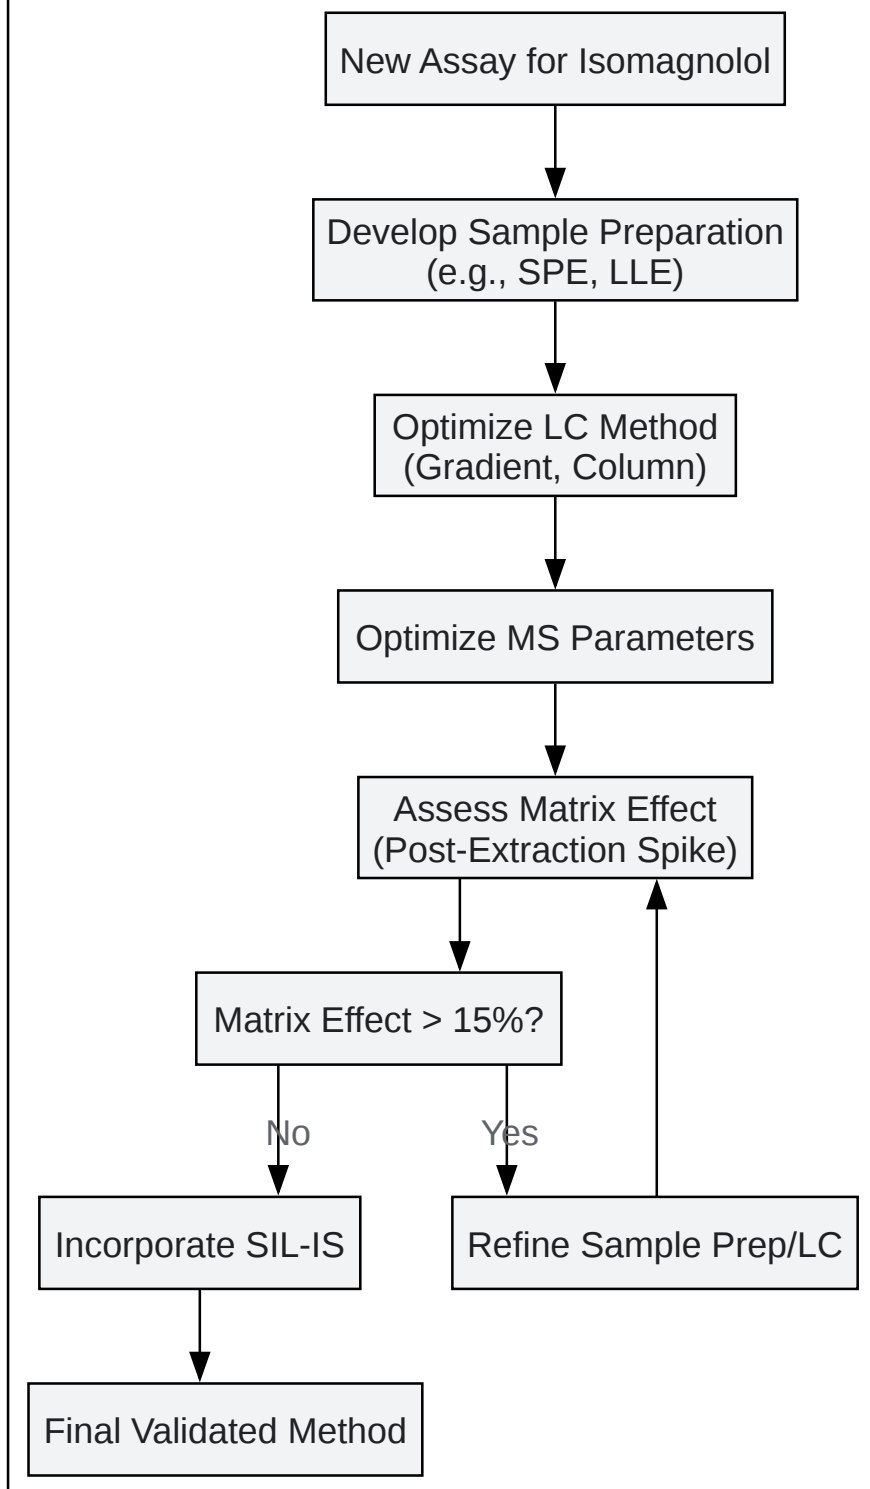 New Assay for Isomagnolol
Develop Sample Preparation
(e.g., SPE, LLE)
Optimize LC Method
(Gradient, Column)
Optimize MS Parameters
Assess Matrix Effect
(Post-Extraction Spike)
Matrix Effect > 15%?
No
Yes
Incorporate SIL-IS
Refine Sample Prep/LC
Final Validated Method